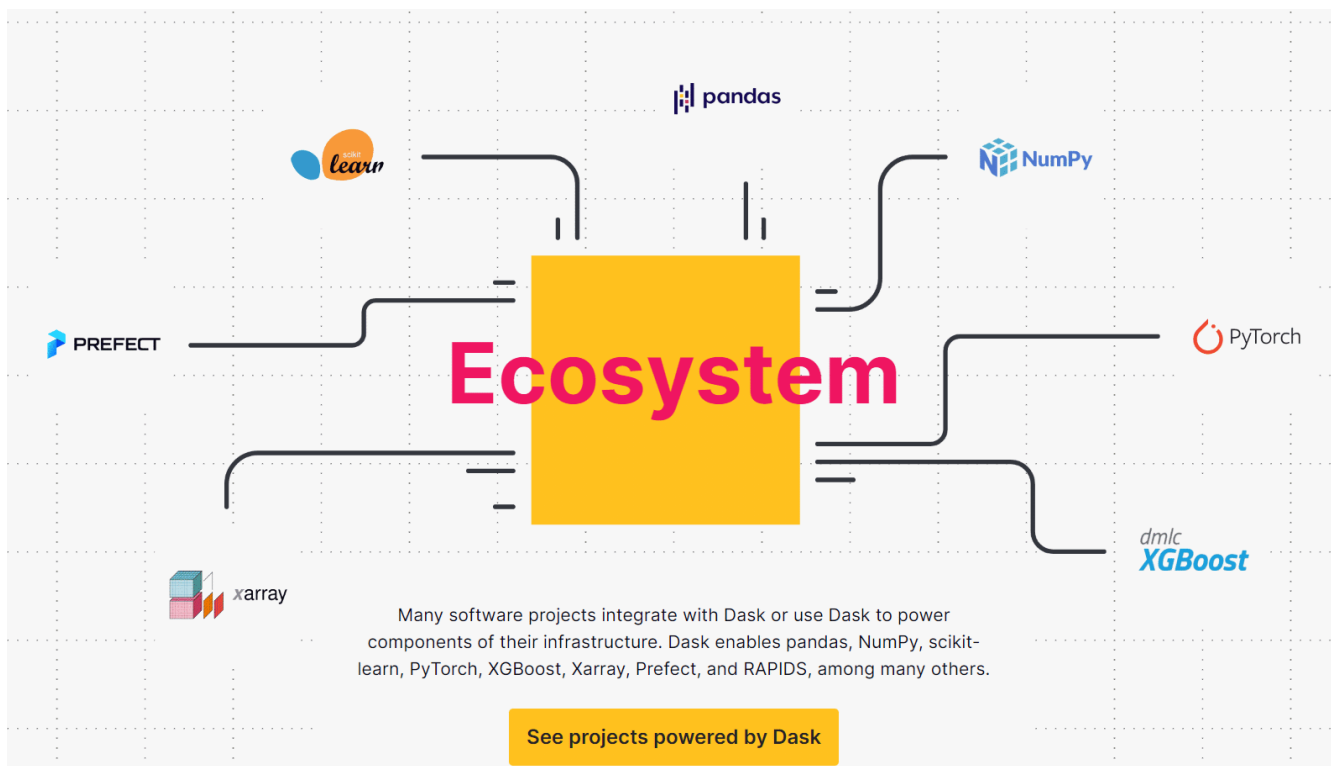 pandas
scikit
learn
NumPy
PREFECT
PyTorch
Ecosystem
dmlc
XGBoost
xarray
Many software projects integrate with Dask or use Dask to power
components of their infrastructure. Dask enables pandas, NumPy, scikit-
learn, PyTorch, XGBoost, Xarray, Prefect, and RAPIDS, among many others.
See projects powered by Dask